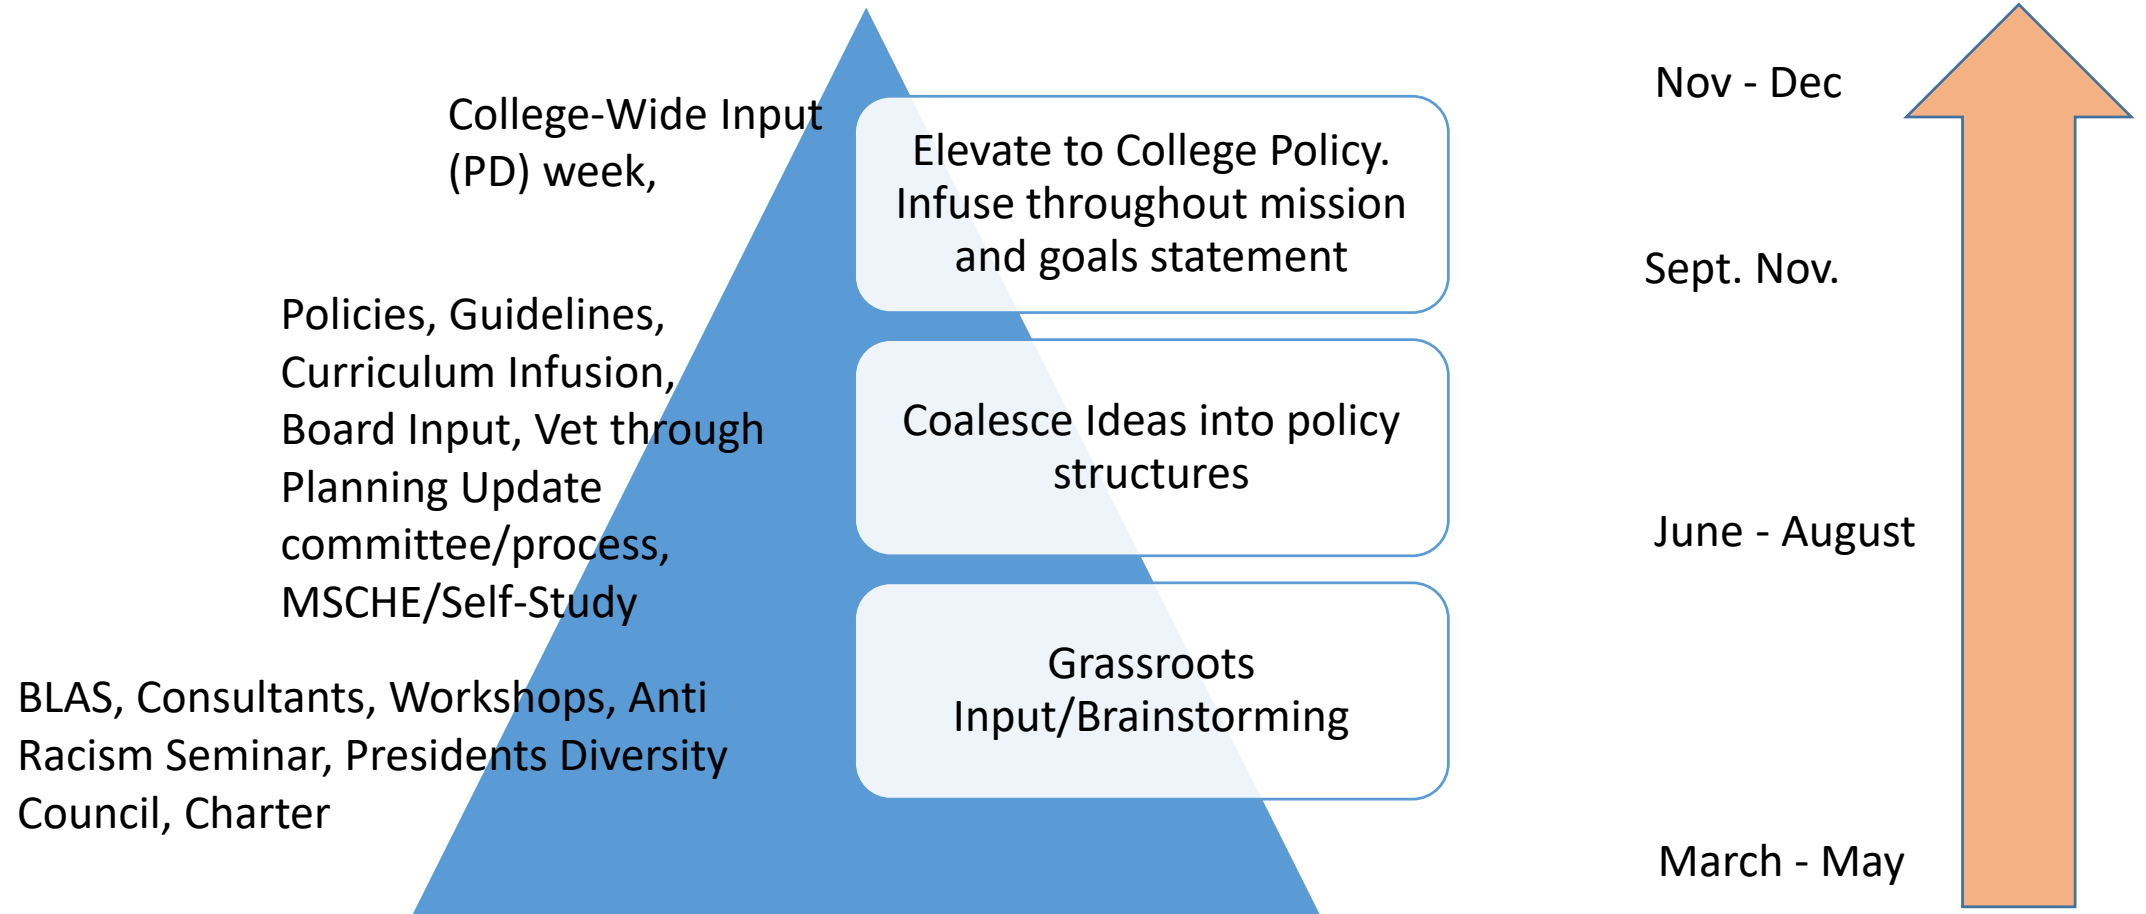 College-Wide Input
(PD) week,
Policies, Guidelines,
Curriculum Infusion,
Board Input, Vet through
Planning Update
committee/process,
MSCHE/Self-Study
BLAS, Consultants, Workshops, Anti
Racism Seminar, Presidents Diversity
Council, Charter
Elevate to College Policy.
Infuse throughout mission
and goals statement
Coalesce Ideas into policy
structures
Grassroots
Input/Brainstorming
Nov - Dec
Sept. Nov.
June - August
March - May